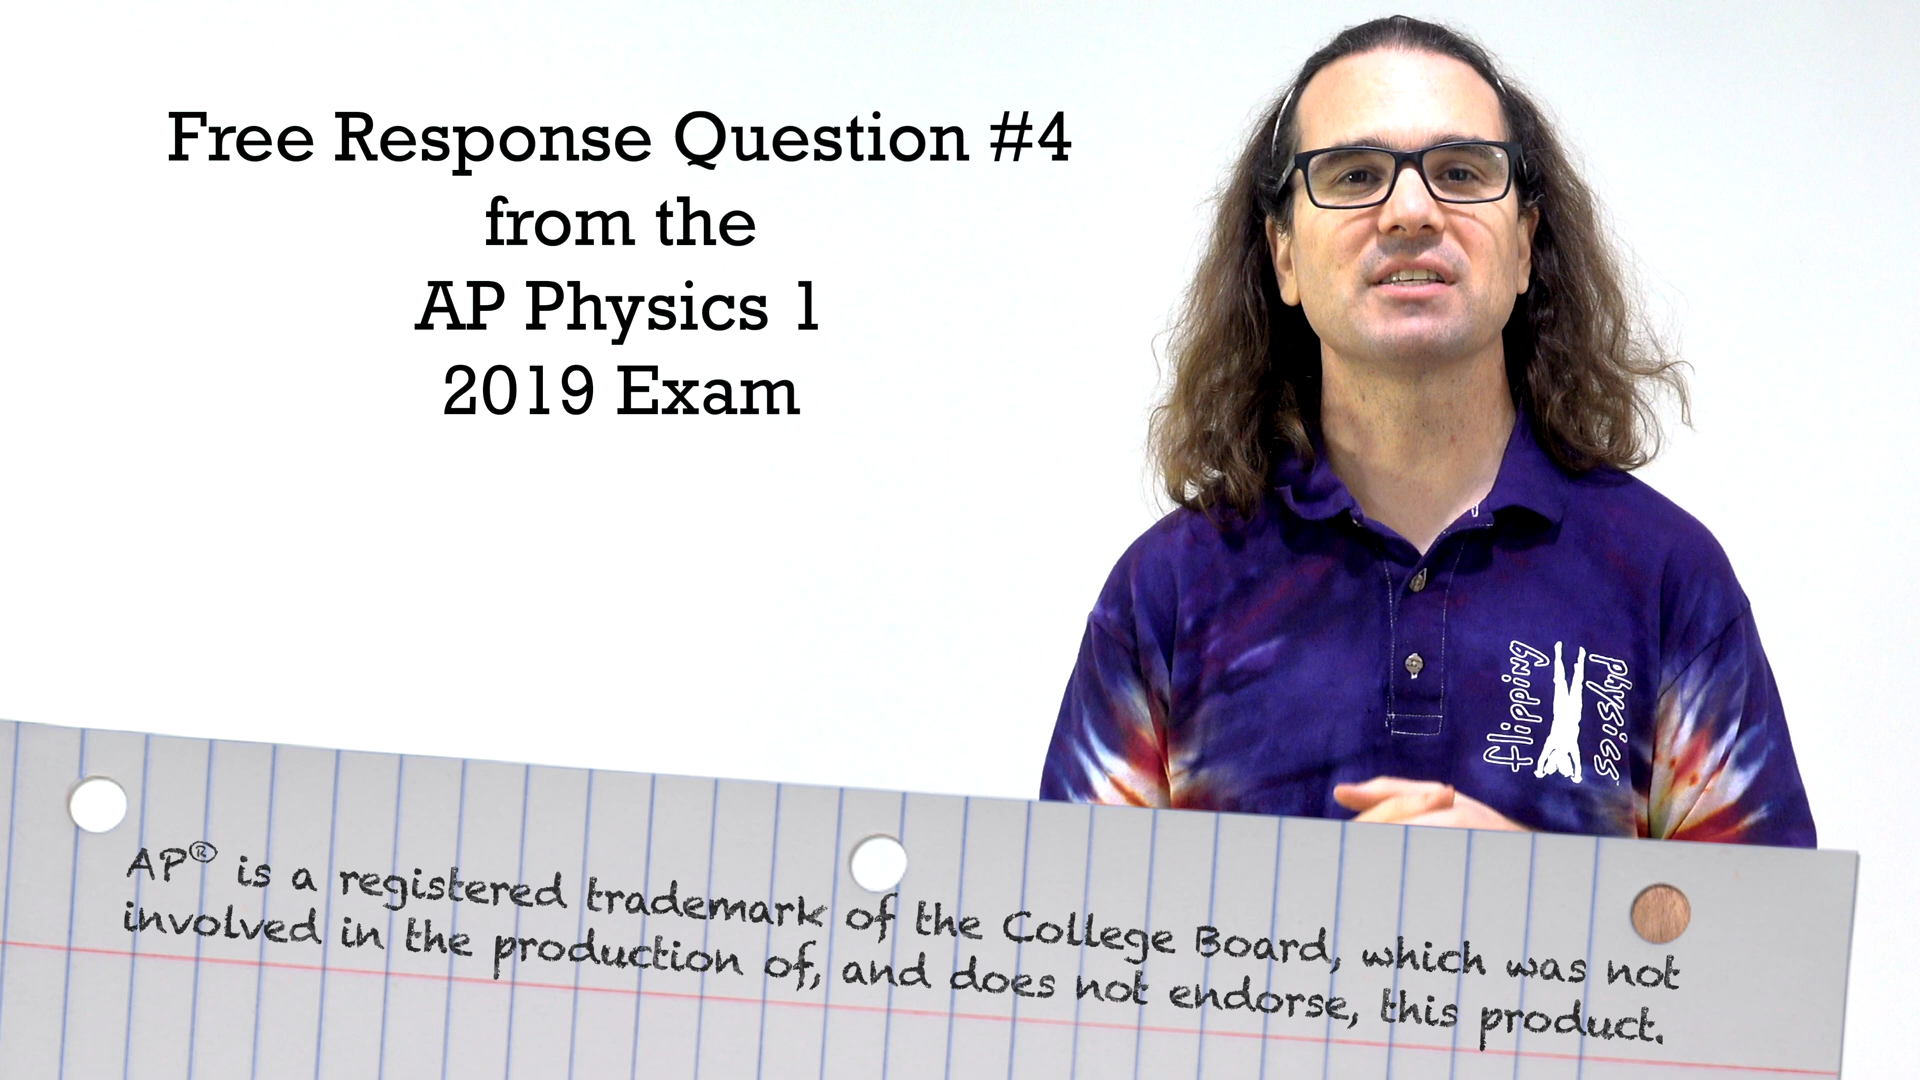 Free Response Question #4
from the
AP Physics 1
2019 Exam
flipping
physics
AP® is a registered trademark of the College Board, which was not
involved in the production of, and does not endorse, this product.